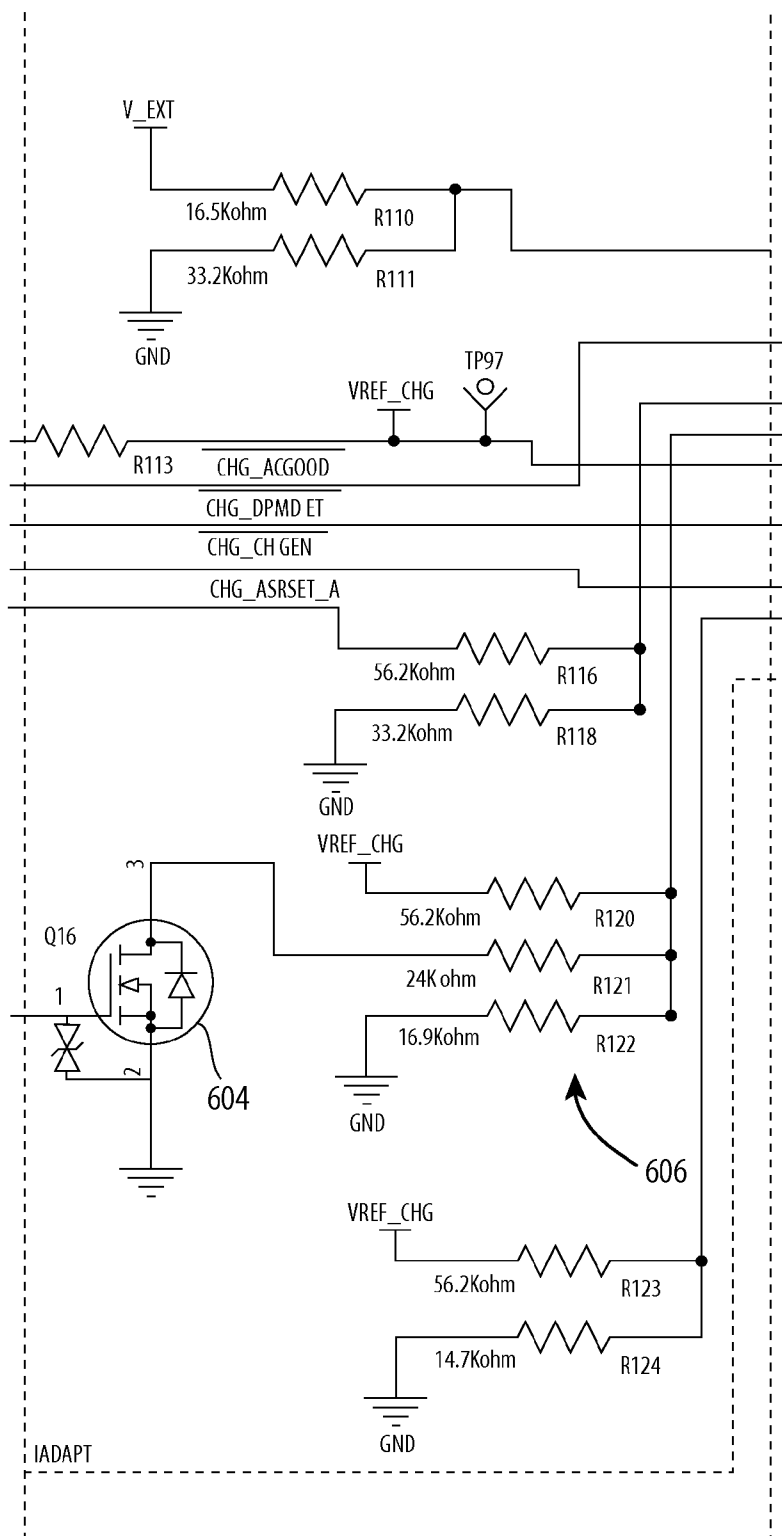 V_EXT
16.5Kohm
R110
33.2Kohm
R111
GND
TP97
VREF_CHG
R113
CHG_ACGOOD
CHG_DPMD ET
CHG_CH GEN
CHG_ASRSET_A
56.2Kohm
R116
33.2Kohm
R118
GND
VREF_CHG
3
56.2Kohm
R120
Q16
24K ohm
R121
1
16.9Kohm
R122
2
604
GND
606
VREF_CHG
56.2Kohm
R123
14.7Kohm
R124
GND
IADAPT